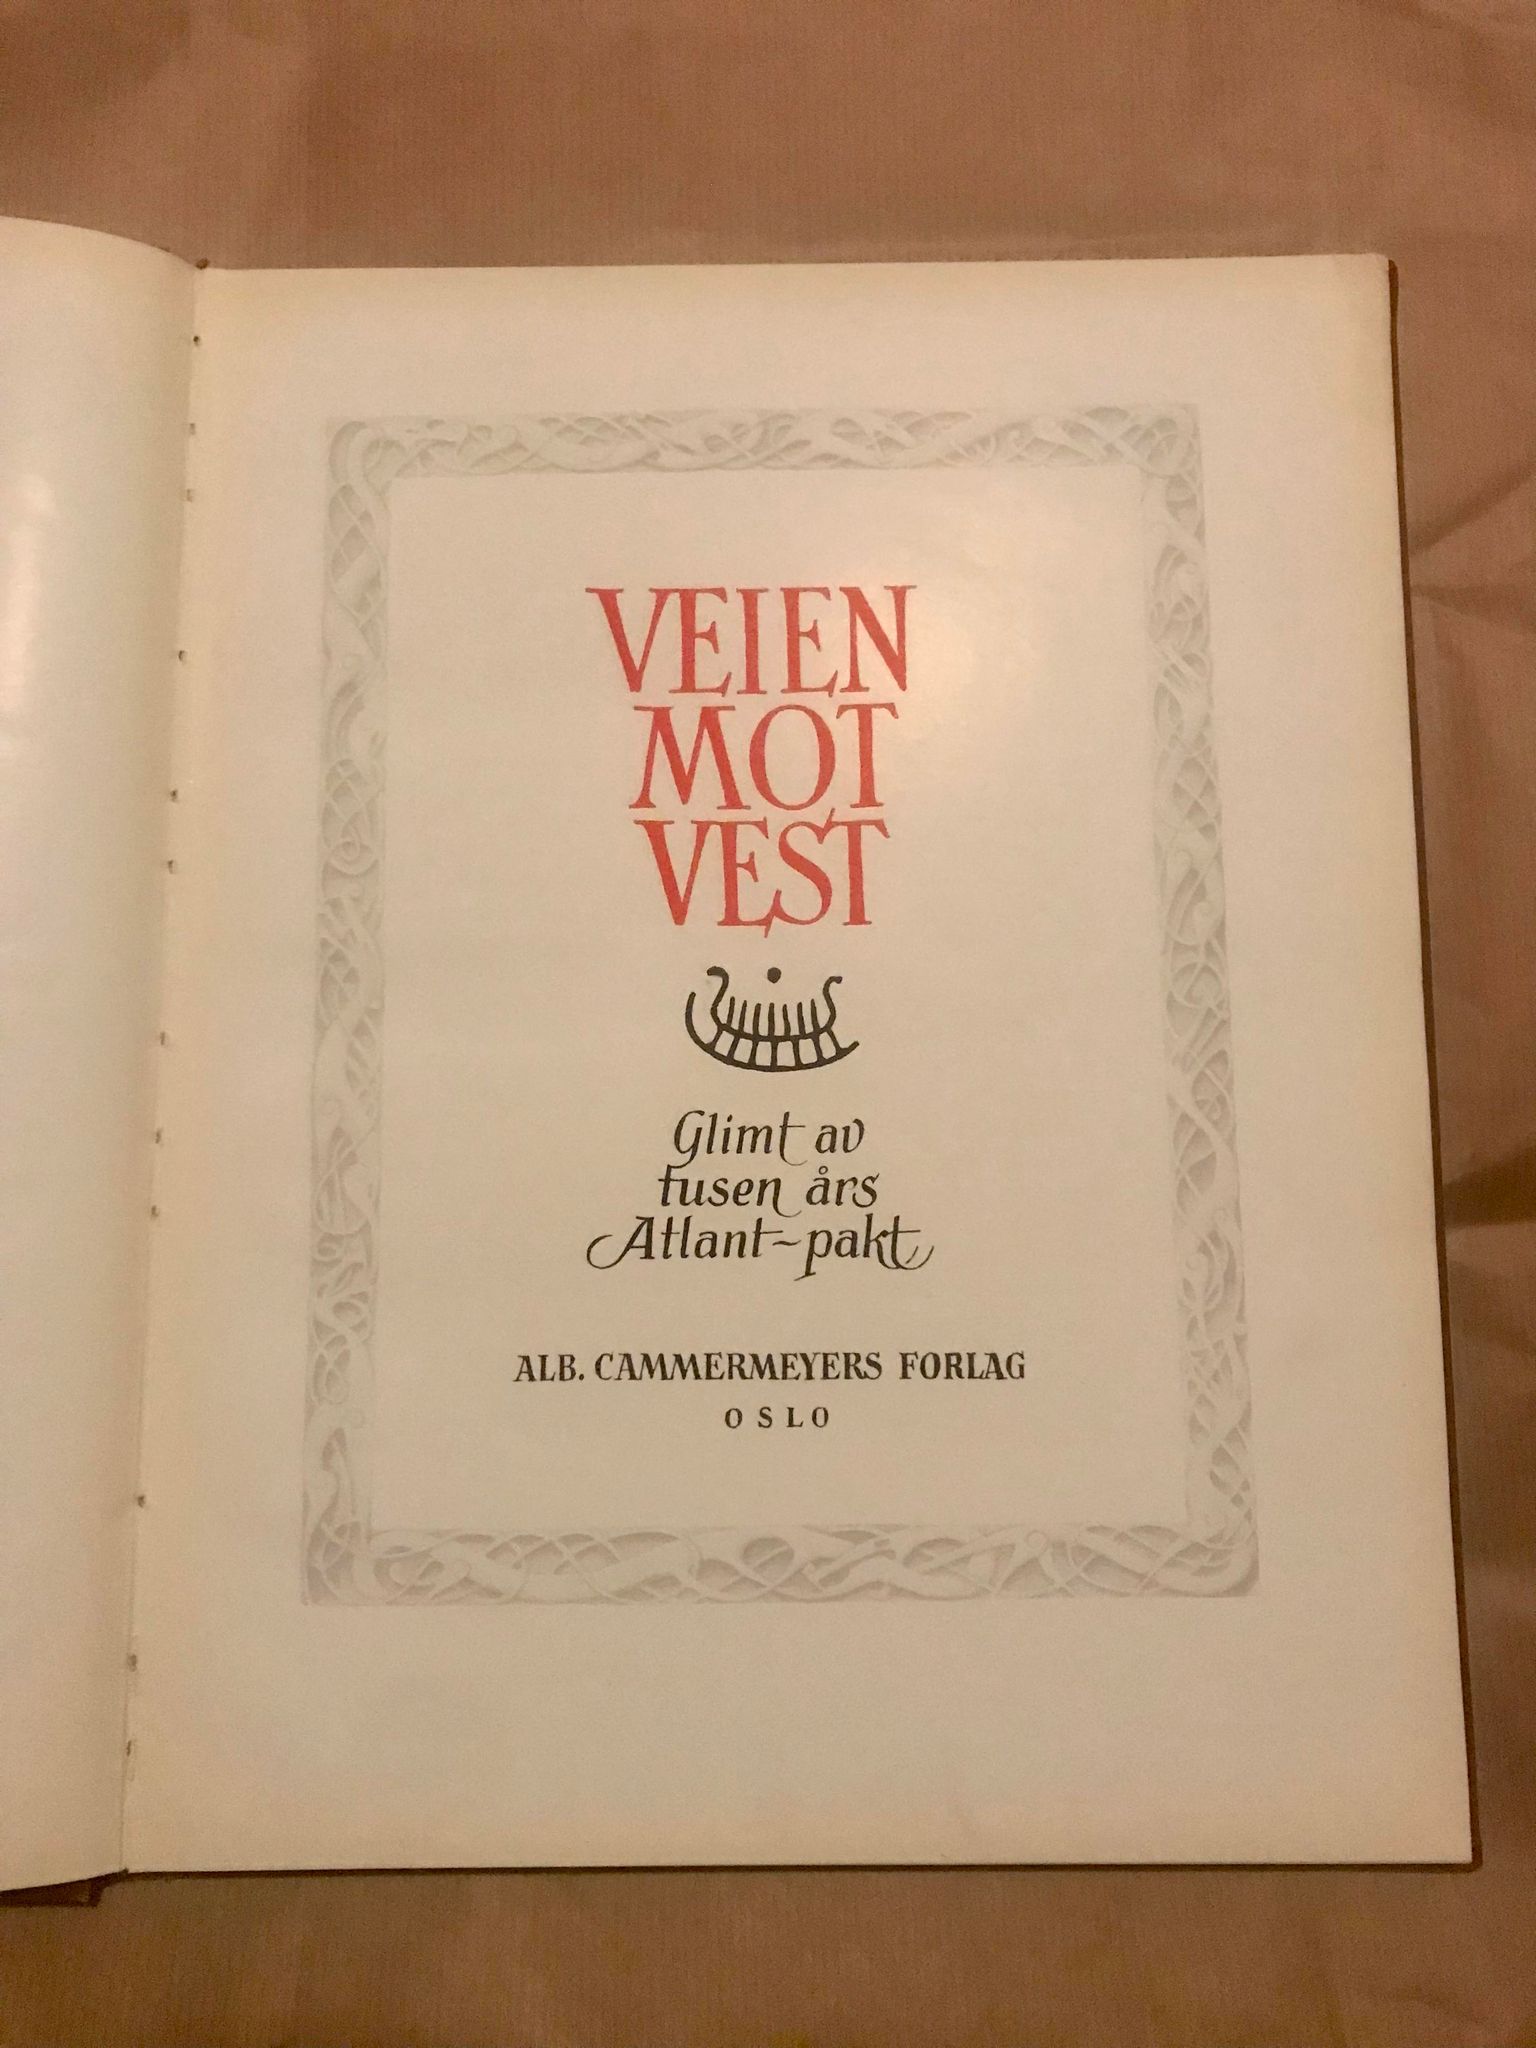 VEIEN
MOT
VEST
Glimt av
tusen års
Atlant-pakt
ALB. CAMMERMEYERS FORLAG
OSLO